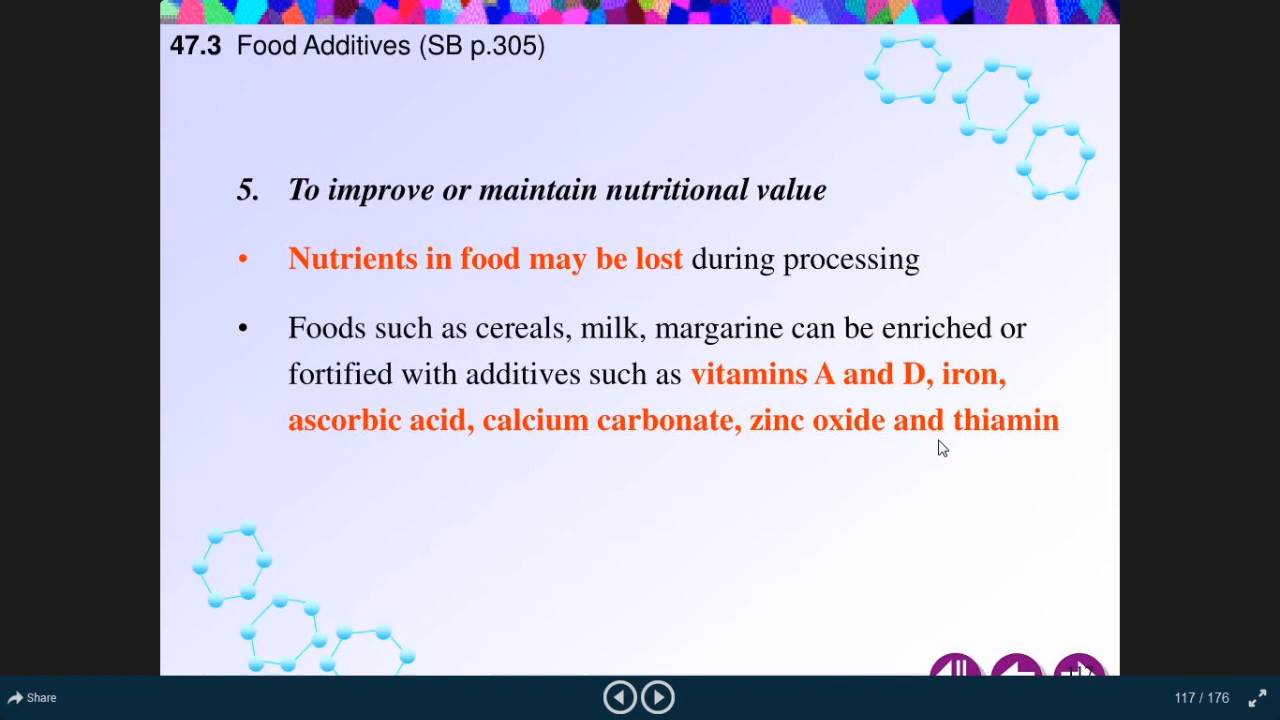 47.3 Food Additives (SB p.305)
5. To improve or maintain nutritional value
• Nutrients in food may be lost during processing
• Foods such as cereals, milk, margarine can be enriched or
fortified with additives such as vitamins A and D, iron,
ascorbic acid, calcium carbonate, zinc oxide and thiamin
Share
117 / 176